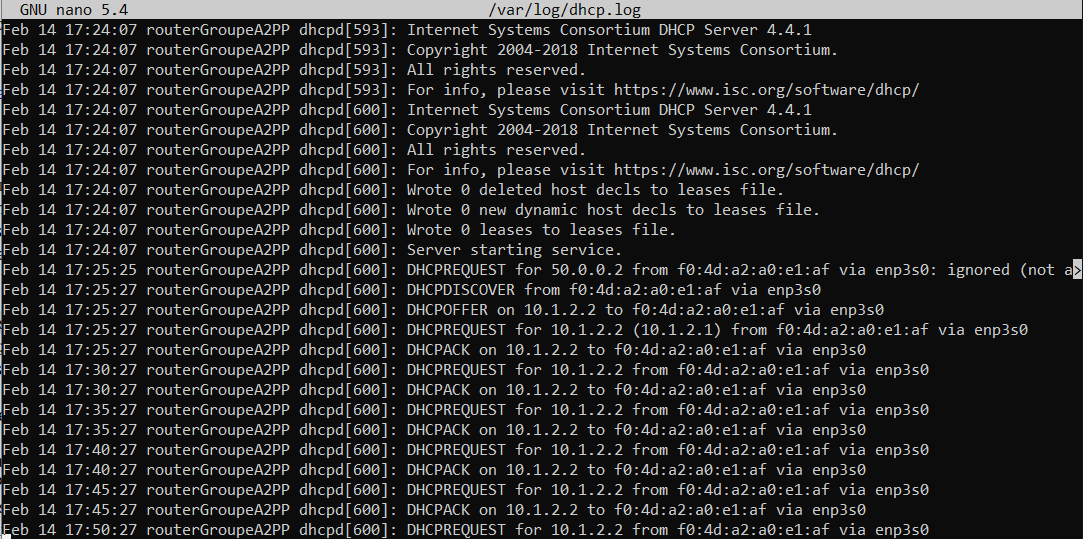 GNU nano 5.4 /var/log/dhcp.log
Feb 14 17:24:07 routerGroupeA2PP dhcpd[593]: Internet Systems Consortium DHCP Server 4.4.1
Feb 14 17:24:07 routerGroupeA2PP dhcpd[593]: Copyright 2004-2018 Internet Systems Consortium.
Feb 14 17:24:07 routerGroupeA2PP dhcpd[593]: All rights reserved.
Feb 14 17:24:07 routerGroupeA2PP dhcpd[593]: For info, please visit https://www.isc.org/software/dhcp/
Feb 14 17:24:07 routerGroupeA2PP dhcpd[600]: Internet Systems Consortium DHCP Server 4.4.1
Feb 14 17:24:07 routerGroupeA2PP dhcpd[600]: Copyright 2004-2018 Internet Systems Consortium.
Feb 14 17:24:07 routerGroupeA2PP dhcpd[600]: All rights reserved.
Feb 14 17:24:07 routerGroupeA2PP dhcpd[600]: For info, please visit https://www.isc.org/software/dhcp/
Feb 14 17:24:07 routerGroupeA2PP dhcpd[600]: Wrote 0 deleted host decls to leases file.
Feb 14 17:24:07 routerGroupeA2PP dhcpd[600]: Wrote 0 new dynamic host decls to leases file.
Feb 14 17:24:07 routerGroupeA2PP dhcpd[600]: Wrote 0 leases to leases file.
Feb 14 17:24:07 routerGroupeA2PP dhcpd[600]: Server starting service.
Feb 14 17:25:25 routerGroupeA2PP dhcpd[600]: DHCPREQUEST for 50.0.0.2 from f0:4d:a2:a0:e1:af via enp3s0: ignored (not a>
Feb 14 17:25:27 routerGroupeA2PP dhcpd[600]: DHCPDISCOVER from f0:4d:a2:a0:e1:af via enp3s0
Feb 14 17:25:27 routerGroupeA2PP dhcpd[600]: DHCPOFFER on 10.1.2.2 to f0:4d:a2:a0:e1:af via enp3s0
Feb 14 17:25:27 routerGroupeA2PP dhcpd[600]: DHCPREQUEST for 10.1.2.2 (10.1.2.1) from f0:4d:a2:a0:e1:af via enp3s0
Feb 14 17:25:27 routerGroupeA2PP dhcpd[600]: DHCPACK on 10.1.2.2 to f0:4d:a2:a0:e1:af via enp3s0
Feb 14 17:30:27 routerGroupeA2PP dhcpd[600]: DHCPREQUEST for 10.1.2.2 from f0:4d:a2:a0:e1:af via enp3s0
Feb 14 17:30:27 routerGroupeA2PP dhcpd[600]: DHCPACK on 10.1.2.2 to f0:4d:a2:a0:e1:af via enp3s0
Feb 14 17:35:27 routerGroupeA2PP dhcpd[600]: DHCPREQUEST for 10.1.2.2 from f0:4d:a2:a0:e1:af via enp3s0
Feb 14 17:35:27 routerGroupeA2PP dhcpd[600]: DHCPACK on 10.1.2.2 to f0:4d:a2:a0:e1:af via enp3s0
Feb 14 17:40:27 routerGroupeA2PP dhcpd[600]: DHCPREQUEST for 10.1.2.2 from f0:4d:a2:a0:e1:af via enp3s0
Feb 14 17:40:27 routerGroupeA2PP dhcpd[600]: DHCPACK on 10.1.2.2 to f0:4d:a2:a0:e1:af via enp3s0
Feb 14 17:45:27 routerGroupeA2PP dhcpd[600]: DHCPREQUEST for 10.1.2.2 from f0:4d:a2:a0:e1:af via enp3s0
Feb 14 17:45:27 routerGroupeA2PP dhcpd[600]: DHCPACK on 10.1.2.2 to f0:4d:a2:a0:e1:af via enp3s0
Feb 14 17:50:27 routerGroupeA2PP dhcpd[600]: DHCPREQUEST for 10.1.2.2 from f0:4d:a2:a0:e1:af via enp3s0